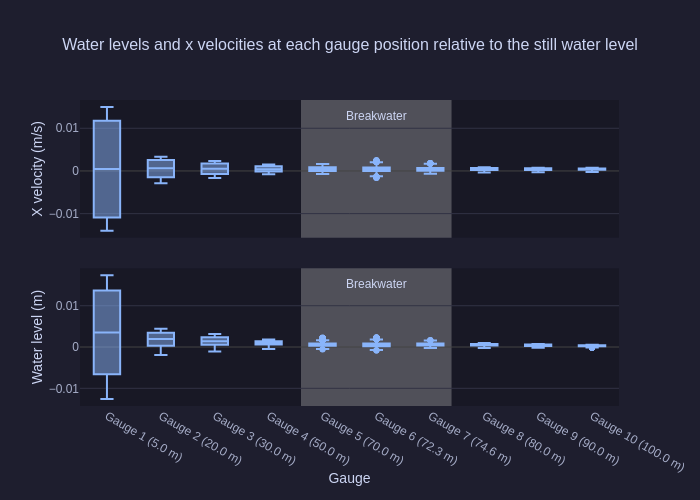 Water levels and x velocities at each gauge position relative to the still water level
Breakwater
X velocity (m/s)
0.01
0
−0.01
Breakwater
Water level (m)
0.01
0
−0.01
Gauge 1 (5.0 m)
Gauge 2 (20.0 m)
Gauge 3 (30.0 m)
Gauge 4 (50.0 m)
Gauge 5 (70.0 m)
Gauge 6 (72.3 m)
Gauge 7 (74.6 m)
Gauge 8 (80.0 m)
Gauge 9 (90.0 m)
Gauge 10 (100.0 m)
Gauge